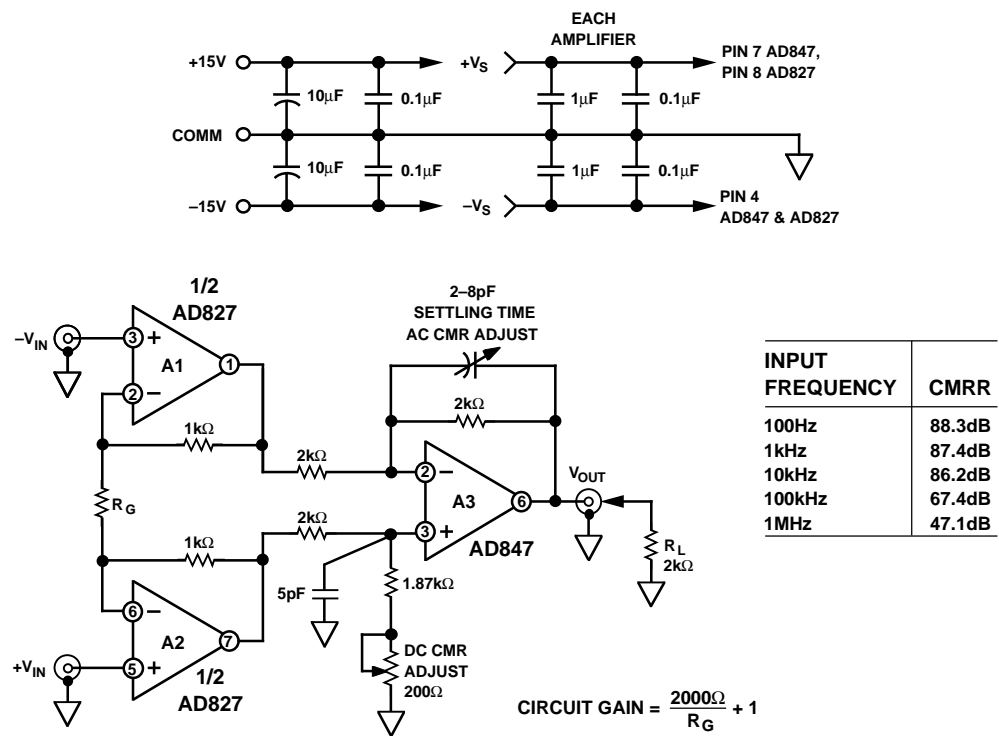 EACH
AMPLIFIER
+15V
+VS
PIN 7 AD847,
PIN 8 AD827
10µF
0.1µF
1µF
0.1µF
COMM
10µF
0.1µF
1µF
0.1µF
–15V
–VS
PIN 4
AD847 & AD827
1/2
AD827
–VIN
3
+
A1
1
2
–
1kΩ
RG
1kΩ
6
–
A2
7
5
+
+VIN
1/2
AD827
2–8pF
SETTLING TIME
AC CMR ADJUST
2kΩ
2kΩ
2
–
A3
6
3
+
AD847
2kΩ
VOUT
RL
2kΩ
5pF
1.87kΩ
DC CMR
ADJUST
200Ω
CIRCUIT GAIN = 2000Ω / RG + 1
INPUT
FREQUENCY CMRR
100Hz 88.3dB
1kHz 87.4dB
10kHz 86.2dB
100kHz 67.4dB
1MHz 47.1dB